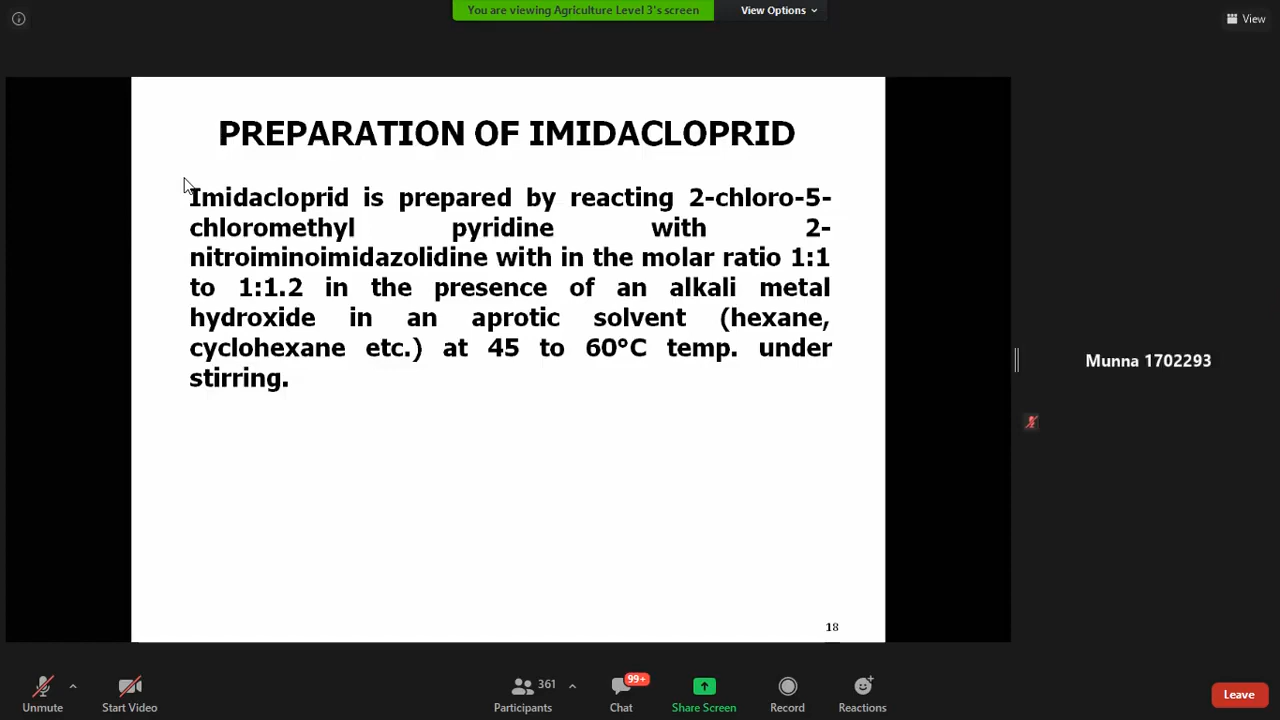 You are viewing Agriculture Level 3's screen
View Options
View
PREPARATION OF IMIDACLOPRID
Imidacloprid is prepared by reacting 2-chloro-5-
chloromethyl pyridine with 2-
nitroiminoimidazolidine with in the molar ratio 1:1
to 1:1.2 in the presence of an alkali metal
hydroxide in an aprotic solvent (hexane,
cyclohexane etc.) at 45 to 60°C temp. under
stirring.
18
Munna 1702293
361
99+
Unmute
Start Video
Participants
Chat
Share Screen
Record
Reactions
Leave